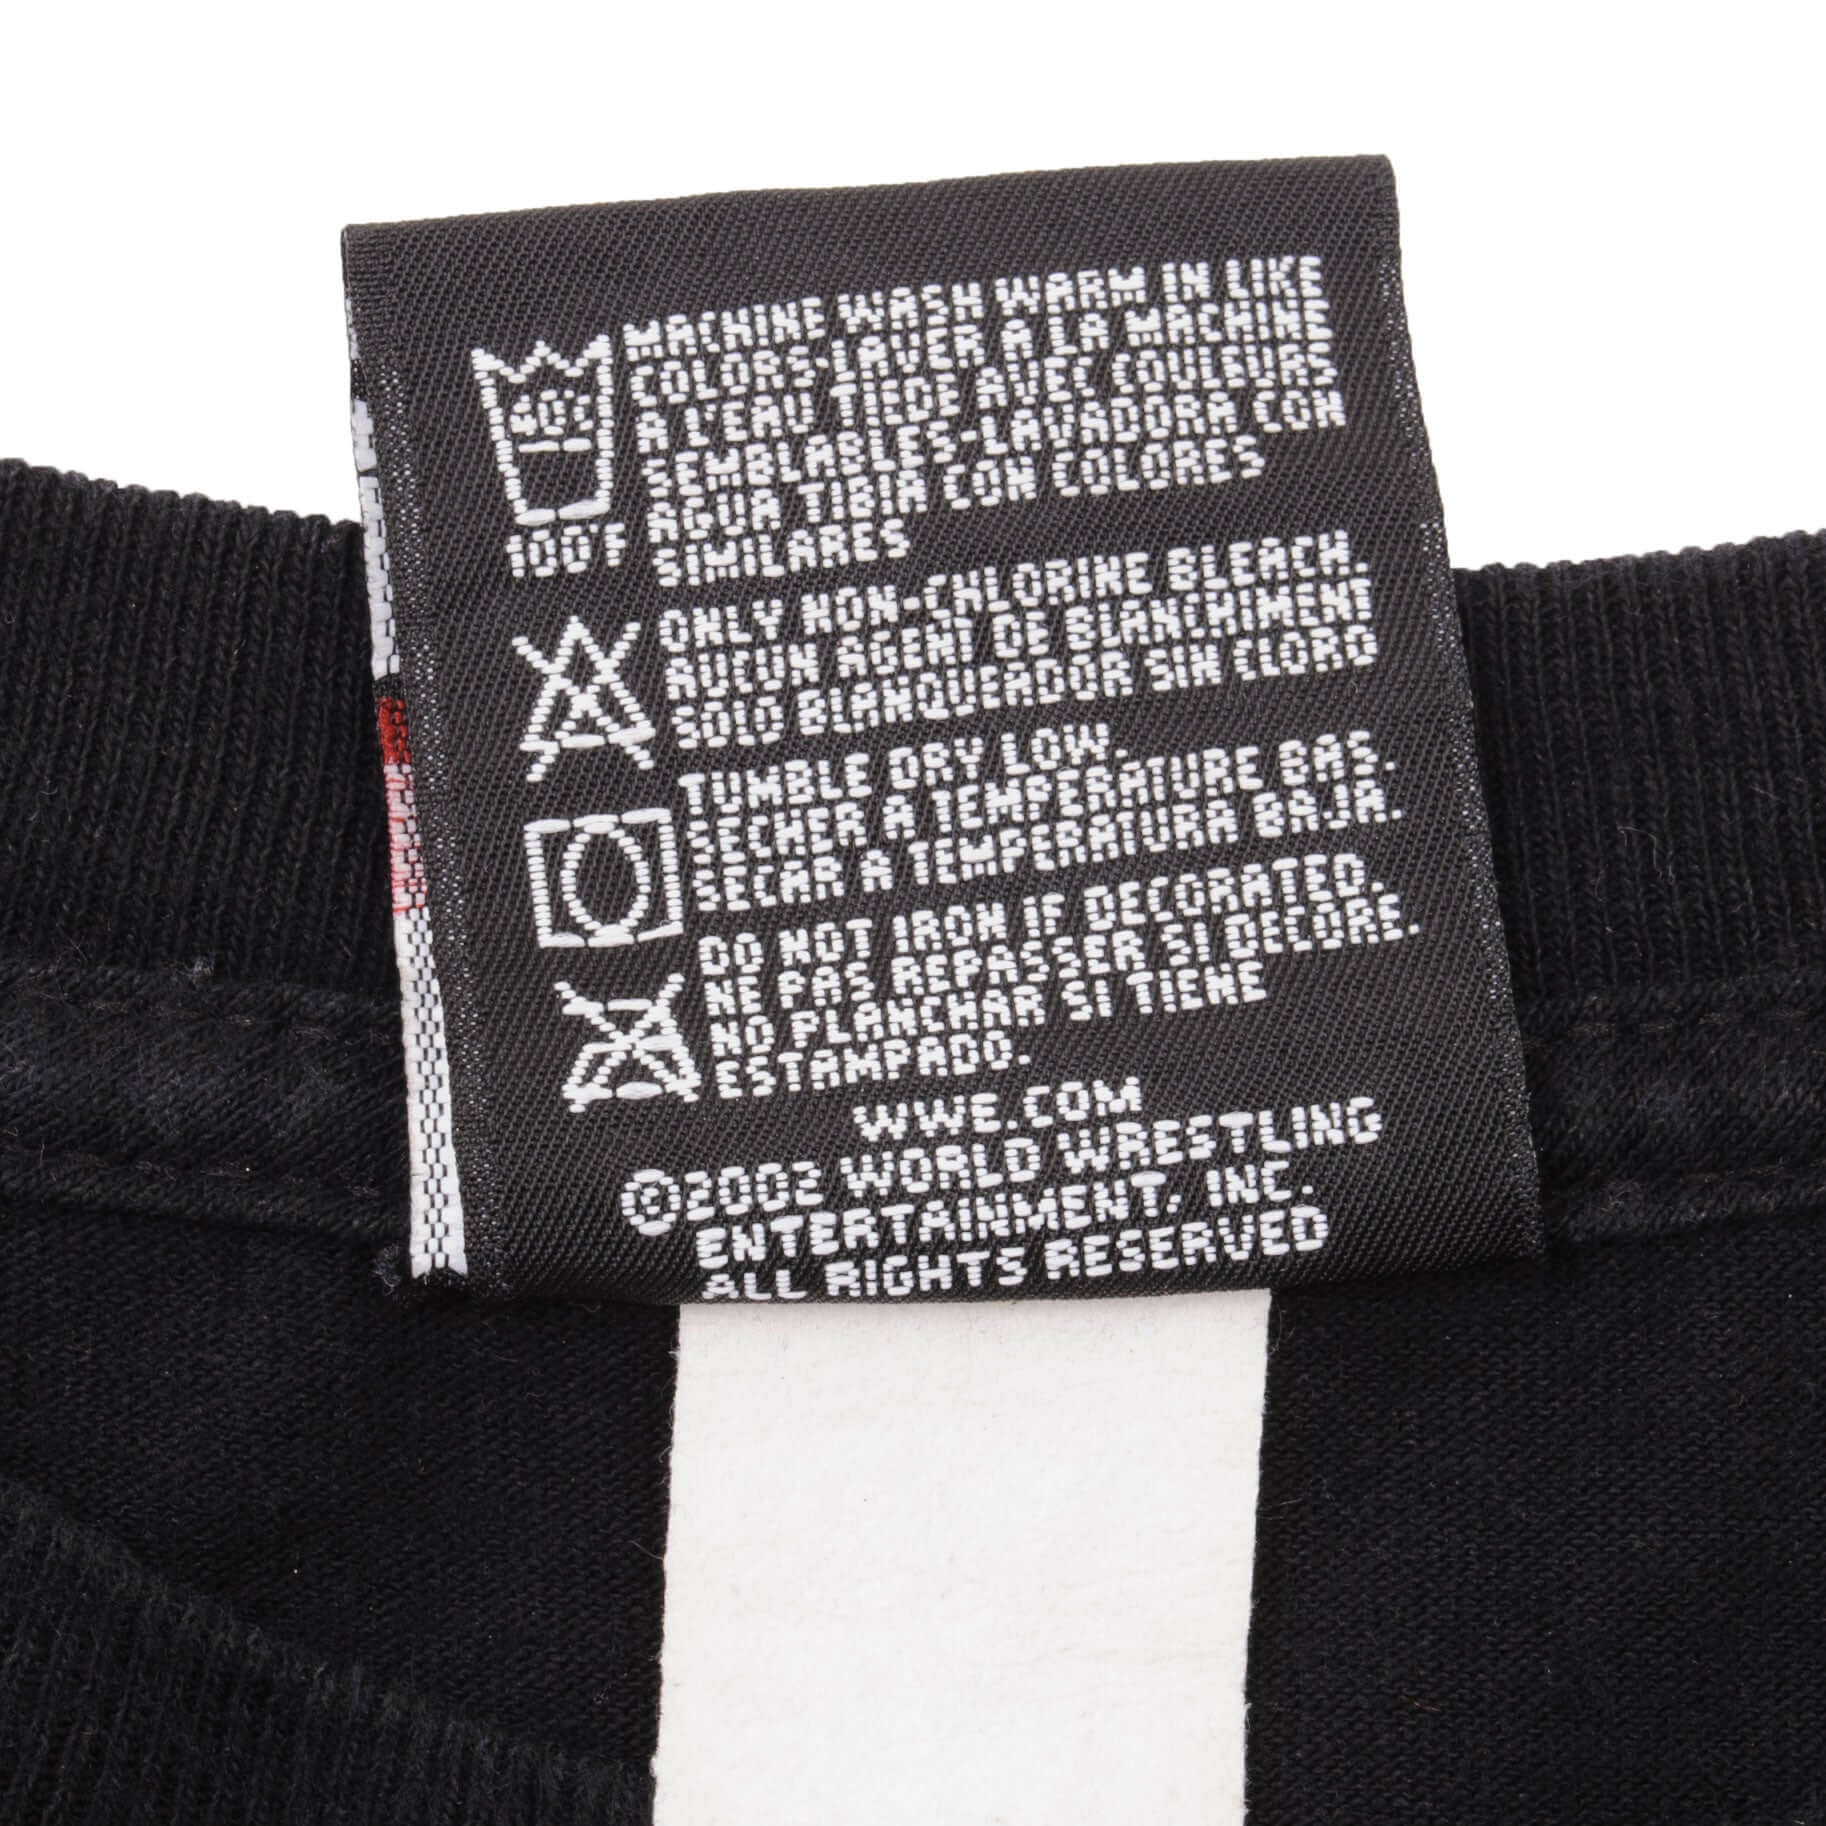 MACHINE WASH WARM IN LIKE
COLORS-LAVER A LA MACHINE
A L'EAU TIEDE AVEC COULEURS
SEMBLABLES-LAVADORA CON
AGUA TIBIA CON COLORES
SIMILARES
100°F
ONLY NON-CHLORINE BLEACH
AUCUN AGENT DE BLANCHIMENT
SOLO BLANQUEADOR SIN CLORO
TUMBLE DRY LOW.
SECHER A TEMPERATURE BAS.
SECAR A TEMPERATURA BAJA.
DO NOT IRON IF DECORATED.
NE PAS REPASSER SI DECORE.
NO PLANCHAR SI TIENE
ESTAMPADO.
WWE.COM
©2002 WORLD WRESTLING
ENTERTAINMENT, INC.
ALL RIGHTS RESERVED